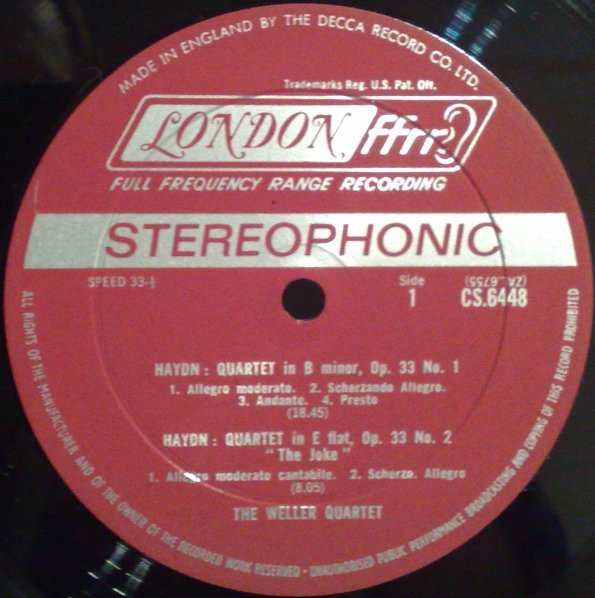 MADE IN ENGLAND BY THE DECCA RECORD CO. LTD.
Trademarks Reg. U.S. Pat. Off.
LONDON ffrr
FULL FREQUENCY RANGE RECORDING
STEREOPHONIC
SPEED 33-⅓
Side
1
(ZAL.6755)
CS.6448
HAYDN: QUARTET in B minor, Op. 33 No. 1
1. Allegro moderato. 2. Scherzando Allegro.
3. Andante. 4. Presto
(18.45)
HAYDN: QUARTET in E flat, Op. 33 No. 2
"The Joke"
1. Allegro moderato cantabile. 2. Scherzo. Allegro
(8.05)
THE WELLER QUARTET
ALL RIGHTS OF THE MANUFACTURER AND OF THE OWNER OF THE RECORDED WORK RESERVED - UNAUTHORISED PUBLIC PERFORMANCE BROADCASTING AND COPYING OF THIS RECORD PROHIBITED